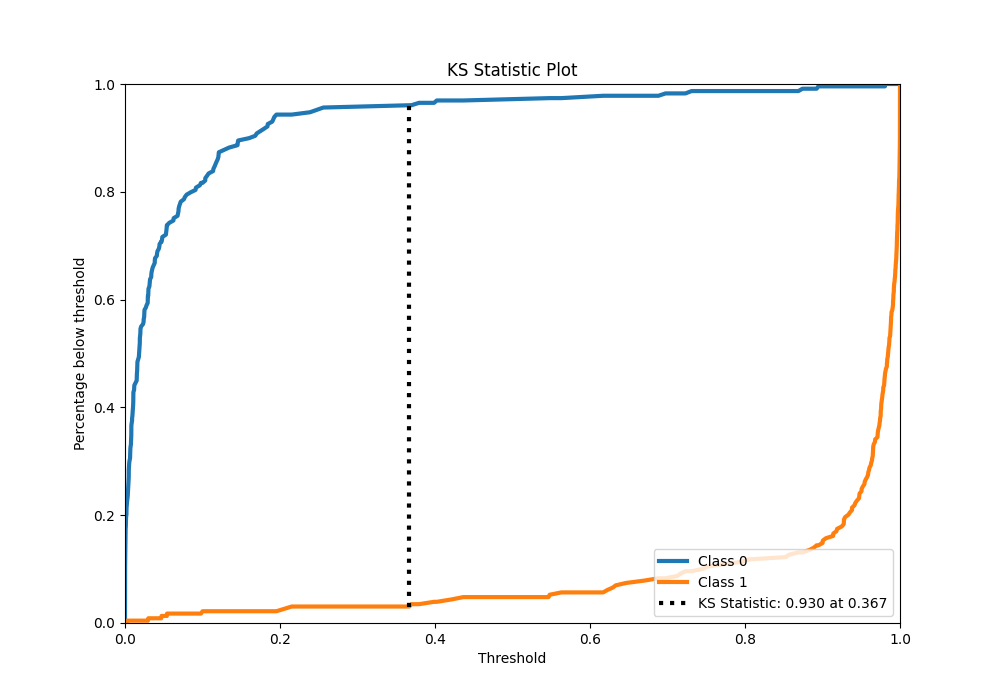 KS Statistic Plot
1.0
0.8
0.6
0.4
0.2
0.0
Percentage below threshold
0.0 0.2 0.4 0.6 0.8 1.0
Threshold
Class 0
Class 1
KS Statistic: 0.930 at 0.367